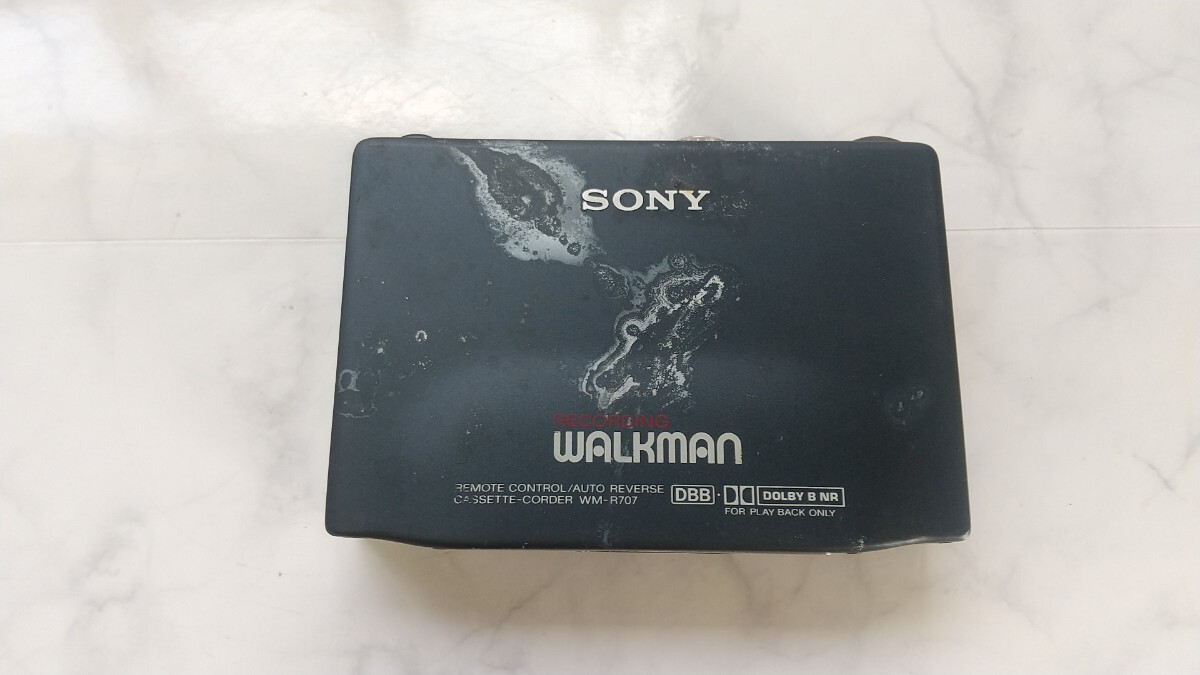 SONY
RECORDING
WALKMAN
REMOTE CONTROL/AUTO REVERSE
CASSETTE-CORDER WM-R707
DBB · DOLBY B NR
FOR PLAY BACK ONLY